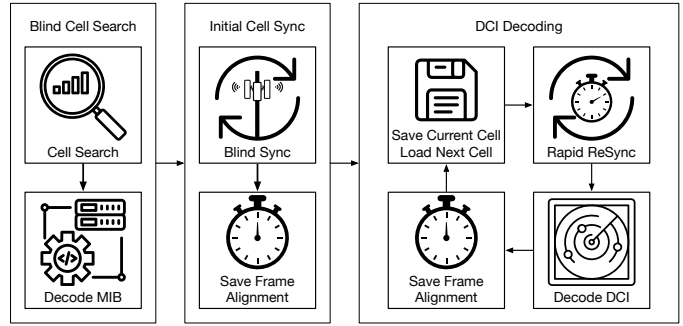 Blind Cell Search
Cell Search
</>
Decode MIB
Initial Cell Sync
Blind Sync
Save Frame
Alignment
DCI Decoding
Save Current Cell
Load Next Cell
Rapid ReSync
Save Frame
Alignment
Decode DCI